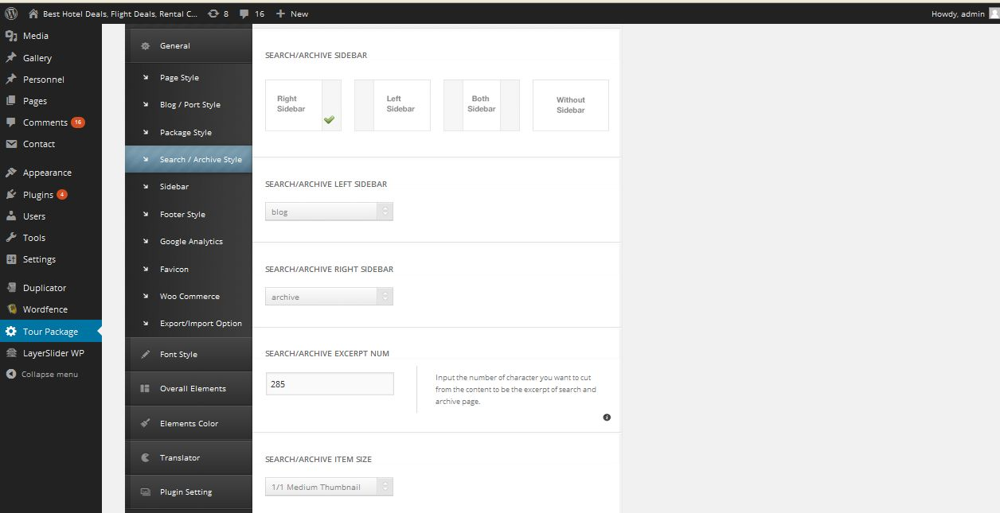 Best Hotel Deals, Flight Deals, Rental C... 8 16 New Howdy, admin
Media
Gallery
Personnel
Pages
Comments 16
Contact
Appearance
Plugins 4
Users
Tools
Settings
Duplicator
Wordfence
Tour Package
LayerSlider WP
Collapse menu
General
Page Style
Blog / Port Style
Package Style
Search / Archive Style
Sidebar
Footer Style
Google Analytics
Favicon
Woo Commerce
Export/Import Option
Font Style
Overall Elements
Elements Color
Translator
Plugin Setting
SEARCH/ARCHIVE SIDEBAR
Right
Sidebar
Left
Sidebar
Both
Sidebar
Without
Sidebar
SEARCH/ARCHIVE LEFT SIDEBAR
blog
SEARCH/ARCHIVE RIGHT SIDEBAR
archive
SEARCH/ARCHIVE EXCERPT NUM
285
Input the number of character you want to cut
from the content to be the excerpt of search and
archive page.
SEARCH/ARCHIVE ITEM SIZE
1/1 Medium Thumbnail